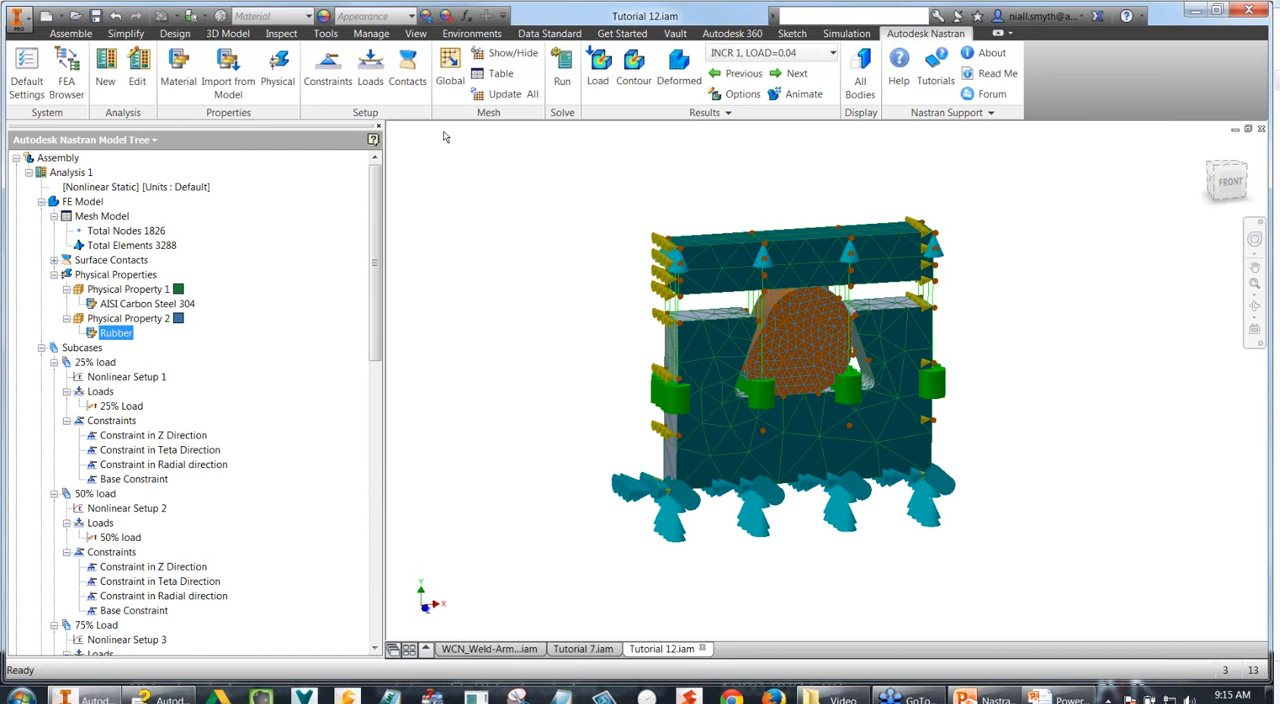 Material
Appearance
Tutorial 12.iam
niall.smyth@a...
PRO
Assemble Simplify Design 3D Model Inspect Tools Manage View Environments Data Standard Get Started Vault Autodesk 360 Sketch Simulation Autodesk Nastran
Default Settings
FEA Browser
New
Edit
Material
Import from Model
Physical
Constraints
Loads
Contacts
Global
Show/Hide
Table
Update All
Run
Load
Contour
Deformed
INCR 1, LOAD=0.04
Previous Next
Options Animate
All Bodies
Help
Tutorials
About
Read Me
Forum
System Analysis Properties Setup Mesh Solve Results Display Nastran Support
Autodesk Nastran Model Tree
Assembly
Analysis 1
[Nonlinear Static] [Units : Default]
FE Model
Mesh Model
Total Nodes 1826
Total Elements 3288
Surface Contacts
Physical Properties
Physical Property 1
AISI Carbon Steel 304
Physical Property 2
Rubber
Subcases
25% load
Nonlinear Setup 1
Loads
25% Load
Constraints
Constraint in Z Direction
Constraint in Teta Direction
Constraint in Radial direction
Base Constraint
50% load
Nonlinear Setup 2
Loads
50% load
Constraints
Constraint in Z Direction
Constraint in Teta Direction
Constraint in Radial direction
Base Constraint
75% Load
Nonlinear Setup 3
Loads
FRONT
Y
X
Z
WCN_Weld-Arm...iam Tutorial 7.iam Tutorial 12.iam
Ready
3 13
Autod... Autod... Video GoTo... Nastra... Power...
9:15 AM